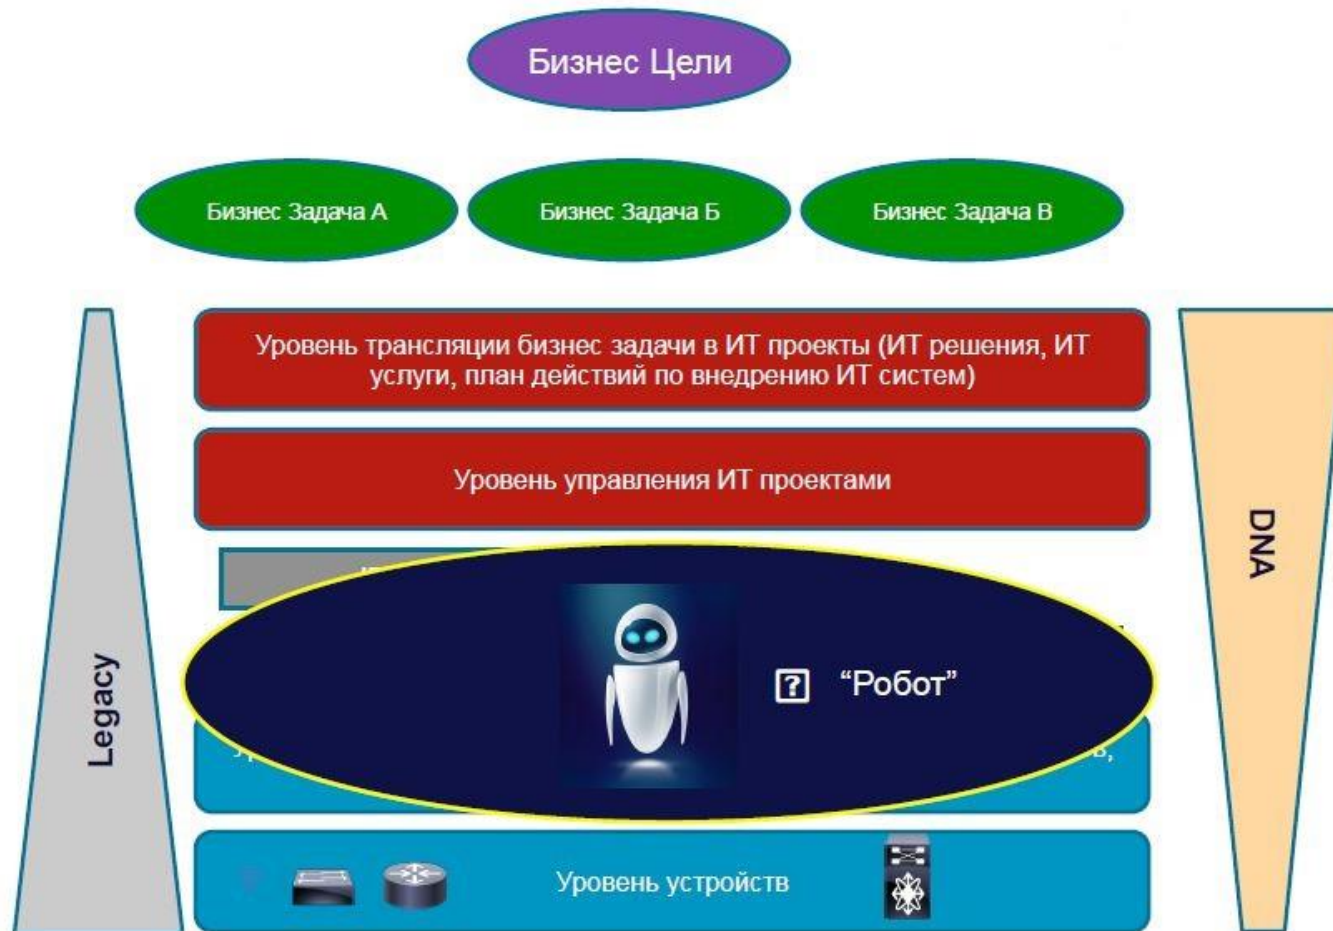 Бизнес Цели
Бизнес Задача А
Бизнес Задача Б
Бизнес Задача В
Уровень трансляции бизнес задачи в ИТ проекты (ИТ решения, ИТ
услуги, план действий по внедрению ИТ систем)
Уровень управления ИТ проектами
Legacy
DNA
? “Робот”
Уровень устройств